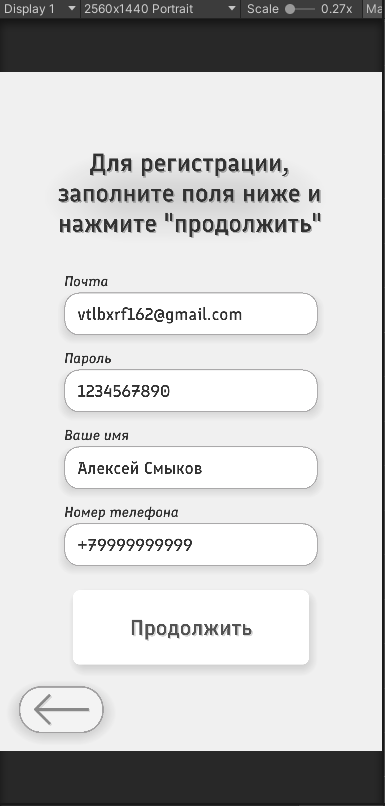 Display 1
2560x1440 Portrait
Scale
0.27x
Ma
Для регистрации,
заполните поля ниже и
нажмите "продолжить"
Почта
vtlbxrf162@gmail.com
Пароль
1234567890
Ваше имя
Алексей Смыков
Номер телефона
+79999999999
Продолжить